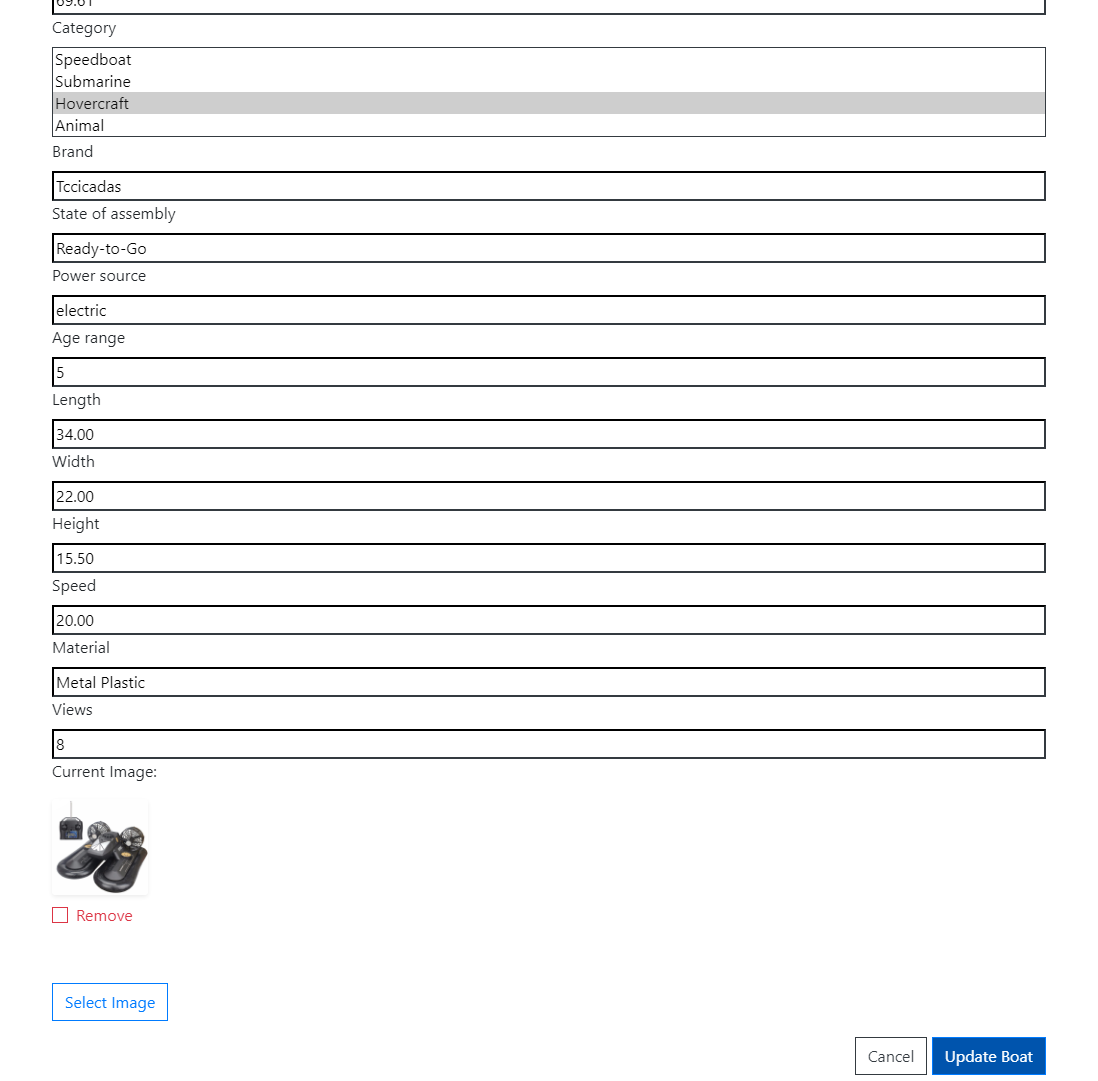 69.61
Category
Speedboat
Submarine
Hovercraft
Animal
Brand
Tccicadas
State of assembly
Ready-to-Go
Power source
electric
Age range
5
Length
34.00
Width
22.00
Height
15.50
Speed
20.00
Material
Metal Plastic
Views
8
Current Image:
Remove
Select Image
Cancel
Update Boat